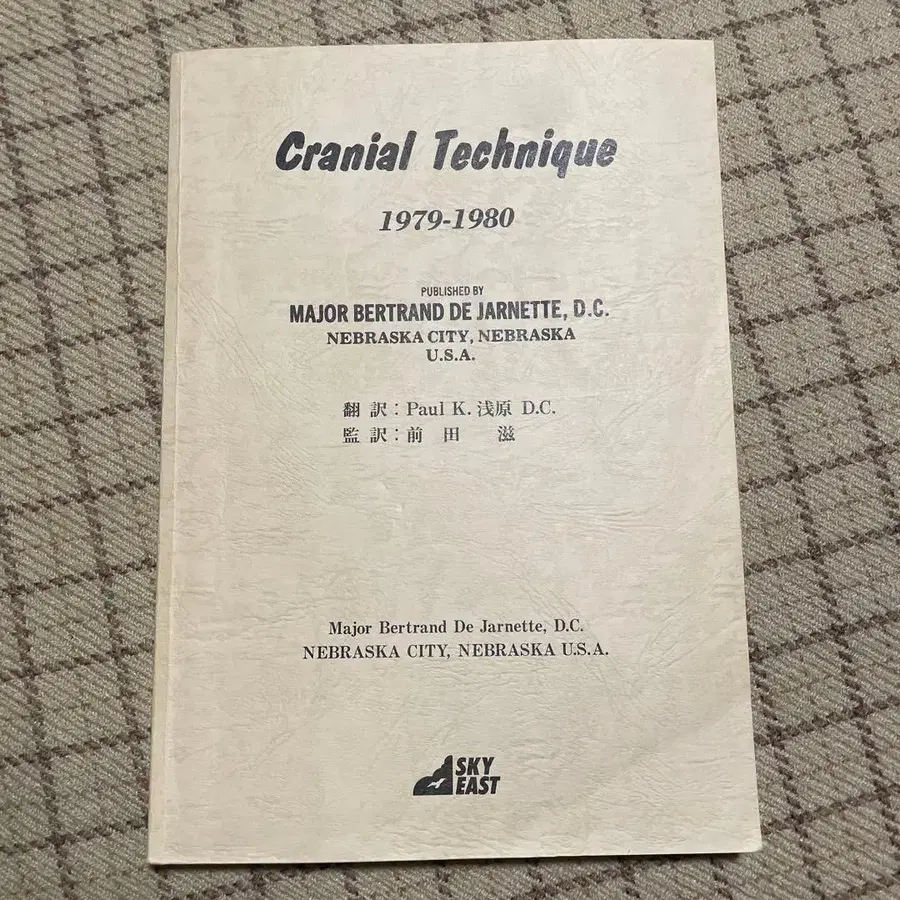 Cranial Technique
1979-1980
PUBLISHED BY
MAJOR BERTRAND DE JARNETTE, D.C.
NEBRASKA CITY, NEBRASKA
U.S.A.
翻 訳：Paul K. 浅原 D.C.
監 訳：前 田 滋
Major Bertrand De Jarnette, D.C.
NEBRASKA CITY, NEBRASKA U.S.A.
SKY
EAST